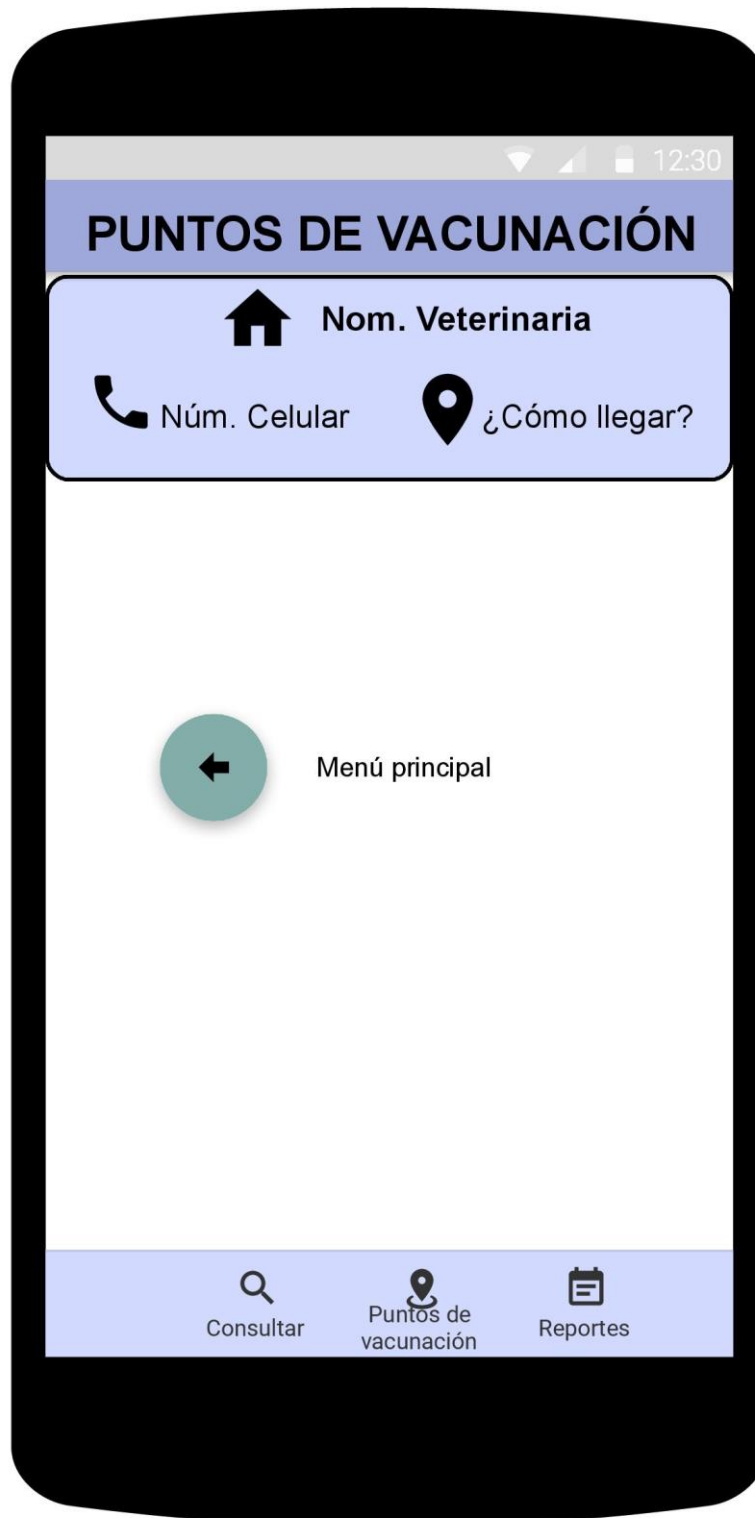 12:30
PUNTOS DE VACUNACIÓN
Nom. Veterinaria
Núm. Celular
¿Cómo llegar?
Menú principal
Consultar
Puntos de
vacunación
Reportes